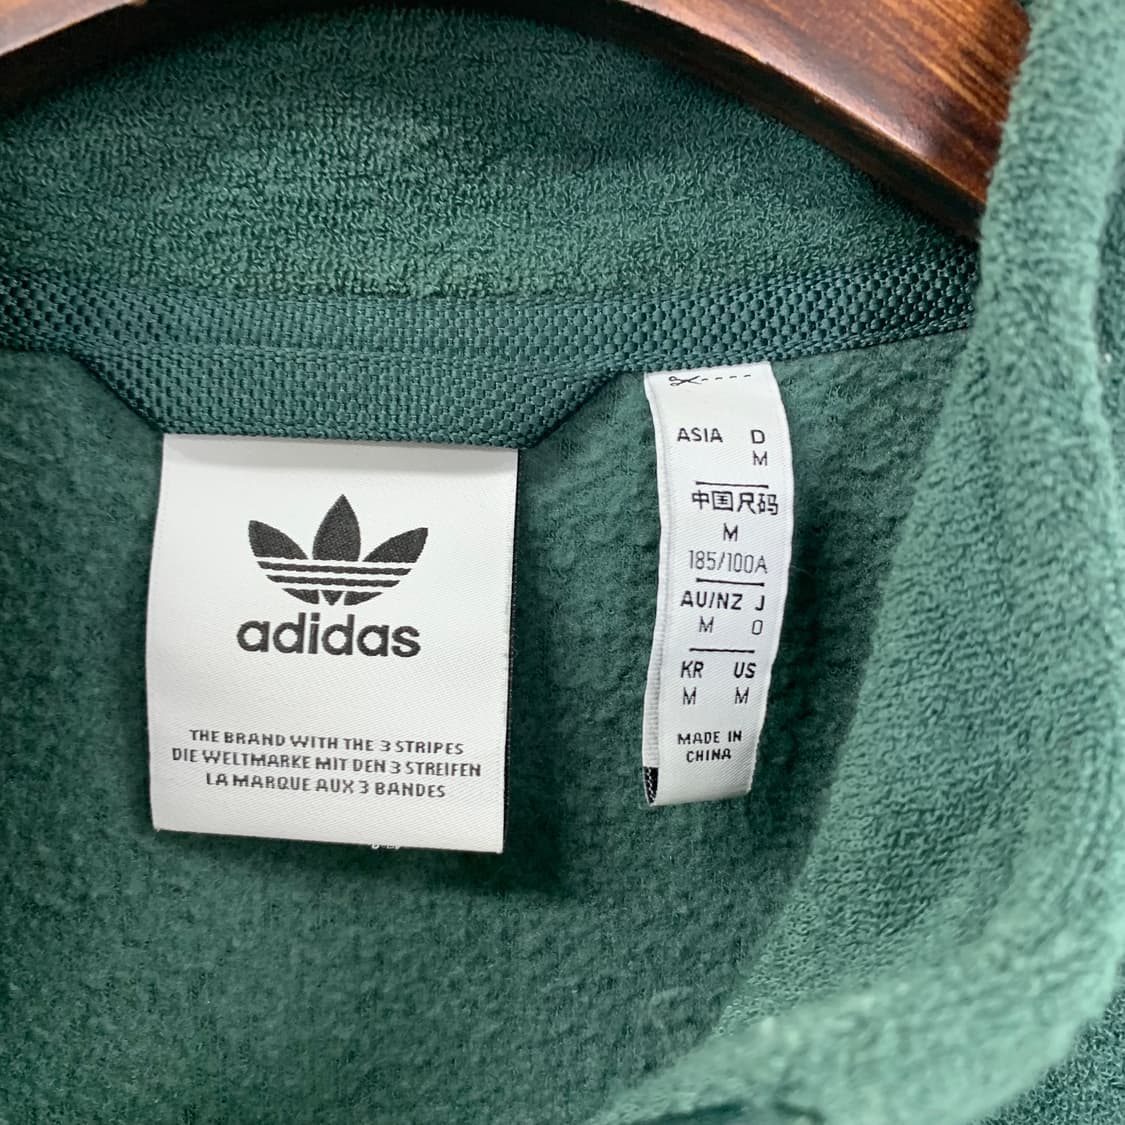 adidas
THE BRAND WITH THE 3 STRIPES
DIE WELTMARKE MIT DEN 3 STREIFEN
LA MARQUE AUX 3 BANDES
ASIA D
M
中国尺码
M
185/100A
AU/NZ J
M O
KR US
M M
MADE IN
CHINA